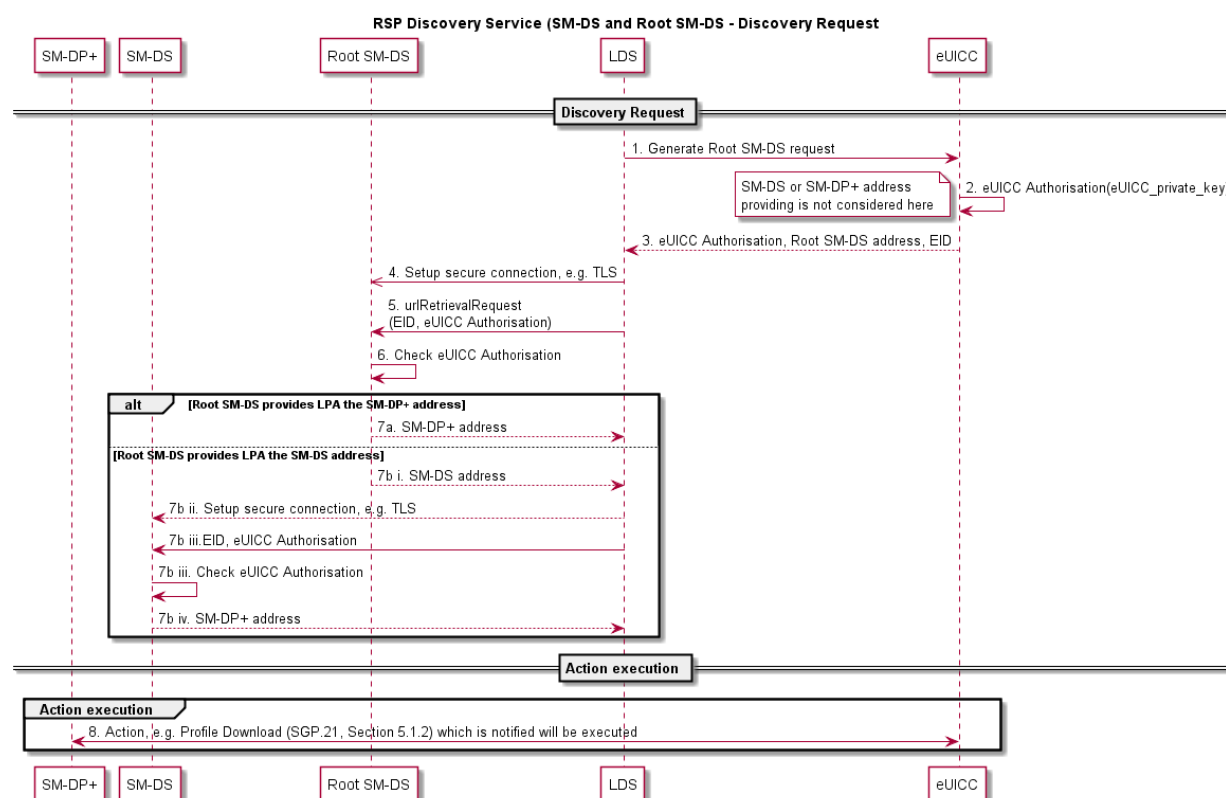 RSP Discovery Service (SM-DS and Root SM-DS - Discovery Request
SM-DP+
SM-DS
Root SM-DS
LDS
eUICC
Discovery Request
1. Generate Root SM-DS request
SM-DS or SM-DP+ address
providing is not considered here
2. eUICC Authorisation(eUICC_private_key)
3. eUICC Authorisation, Root SM-DS address, EID
4. Setup secure connection, e.g. TLS
5. urlRetrievalRequest
(EID, eUICC Authorisation)
6. Check eUICC Authorisation
alt
[Root SM-DS provides LPA the SM-DP+ address]
7a. SM-DP+ address
[Root SM-DS provides LPA the SM-DS address]
7b i. SM-DS address
7b ii. Setup secure connection, e.g. TLS
7b iii.EID, eUICC Authorisation
7b iii. Check eUICC Authorisation
7b iv. SM-DP+ address
Action execution
Action execution
8. Action, e.g. Profile Download (SGP.21, Section 5.1.2) which is notified will be executed
SM-DP+
SM-DS
Root SM-DS
LDS
eUICC